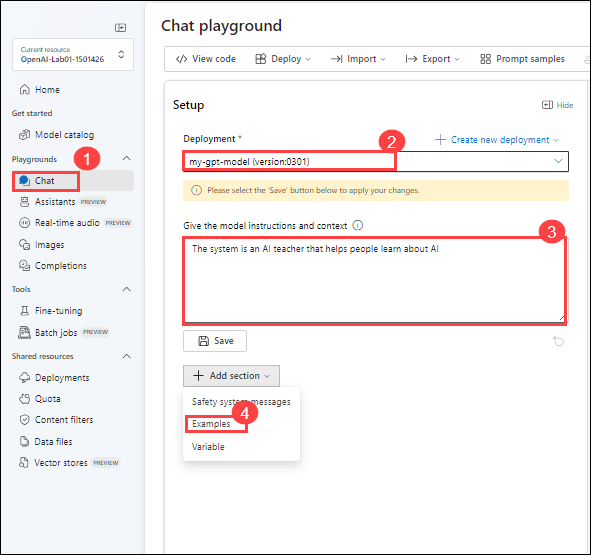 Current resource
OpenAI-Lab01-1501426
Home
Get started
Model catalog
Playgrounds
1
Chat
Assistants PREVIEW
Real-time audio PREVIEW
Images
Completions
Tools
Fine-tuning
Batch jobs PREVIEW
Shared resources
Deployments
Quota
Content filters
Data files
Vector stores PREVIEW
Chat playground
View code Deploy Import Export Prompt samples
Setup Hide
Deployment * 2 Create new deployment
my-gpt-model (version:0301)
Please select the 'Save' button below to apply your changes.
Give the model instructions and context 3
The system is an AI teacher that helps people learn about AI
Save
Add section
Safety system messages
4
Examples
Variable